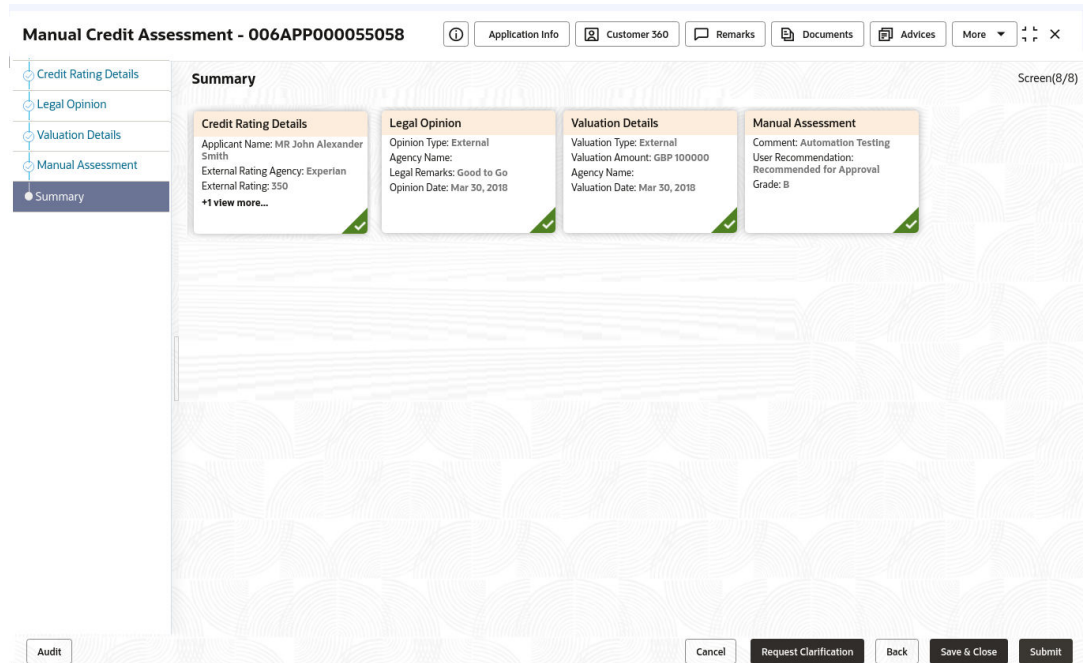 Manual Credit Assessment - 006APP000055058
Application Info
Customer 360
Remarks
Documents
Advices
More
Credit Rating Details
Legal Opinion
Valuation Details
Manual Assessment
Summary
Summary
Screen(8/8)
Credit Rating Details
Applicant Name: MR John Alexander
Smith
External Rating Agency: Experian
External Rating: 350
+1 view more...
Legal Opinion
Opinion Type: External
Agency Name:
Legal Remarks: Good to Go
Opinion Date: Mar 30, 2018
Valuation Details
Valuation Type: External
Valuation Amount: GBP 100000
Agency Name:
Valuation Date: Mar 30, 2018
Manual Assessment
Comment: Automation Testing
User Recommendation:
Recommended for Approval
Grade: B
Audit
Cancel
Request Clarification
Back
Save & Close
Submit